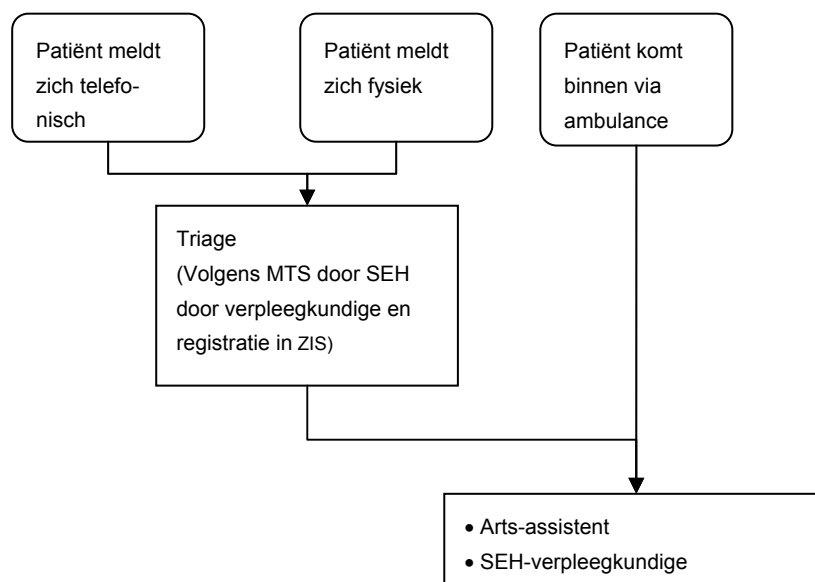 Patiënt meldt
zich telefo-
nisch
Patiënt meldt
zich fysiek
Patiënt komt
binnen via
ambulance
Triage
(Volgens MTS door SEH
door verpleegkundige en
registratie in ZIS)
• Arts-assistent
• SEH-verpleegkundige